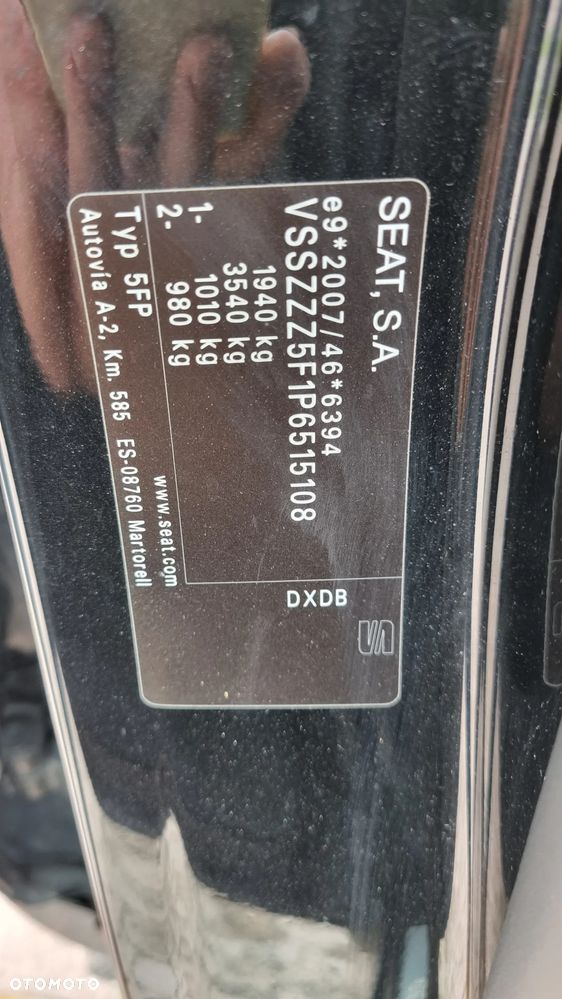 SEAT, S.A.
e9*2007/46*6394
VSSZZZ5F1P6515108
1940 kg
3540 kg
1- 1010 kg
2- 980 kg
Typ 5FP
Autovía A-2, Km. 585 ES-08760 Martorell
www.seat.com
DXDB
OTOMOTO